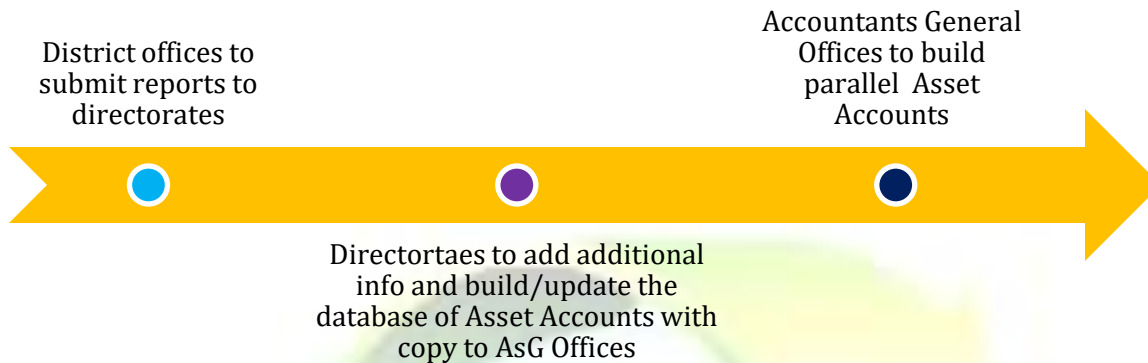 District offices to
submit reports to
directorates
Directortaes to add additional
info and build/update the
database of Asset Accounts with
copy to AsG Offices
Accountants General
Offices to build
parallel Asset
Accounts